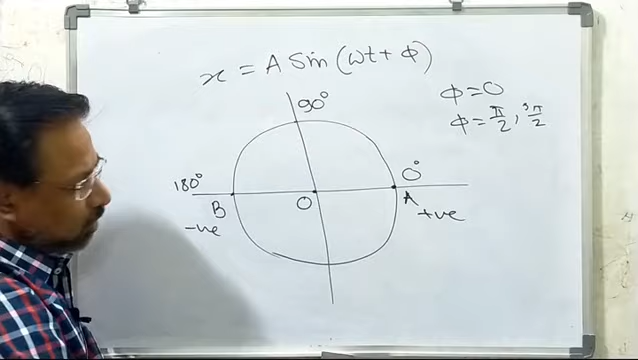 x = A Sin (ωt + φ)
φ = 0
φ = π/2, 3π/2
90°
180°
0°
B
O
A
-ve
+ve